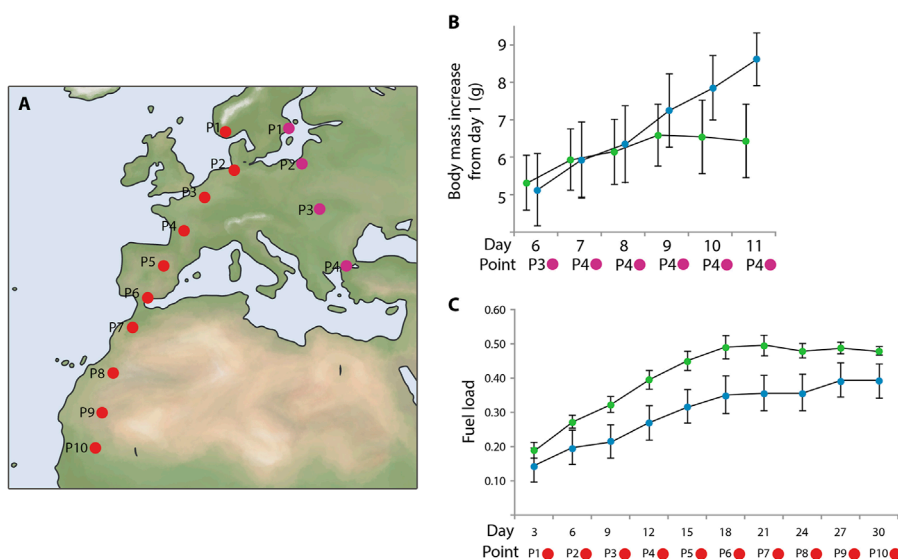 A
P1
P1
P2
P2
P3
P3
P4
P4
P5
P6
P7
P8
P9
P10
B
Body mass increase
from day 1 (g)
9
8
7
6
5
Day 6 7 8 9 10 11
Point P3 P4 P4 P4 P4 P4
C
Fuel load
0.60
0.50
0.40
0.30
0.20
0.10
Day 3 6 9 12 15 18 21 24 27 30
Point P1 P2 P3 P4 P5 P6 P7 P8 P9 P10